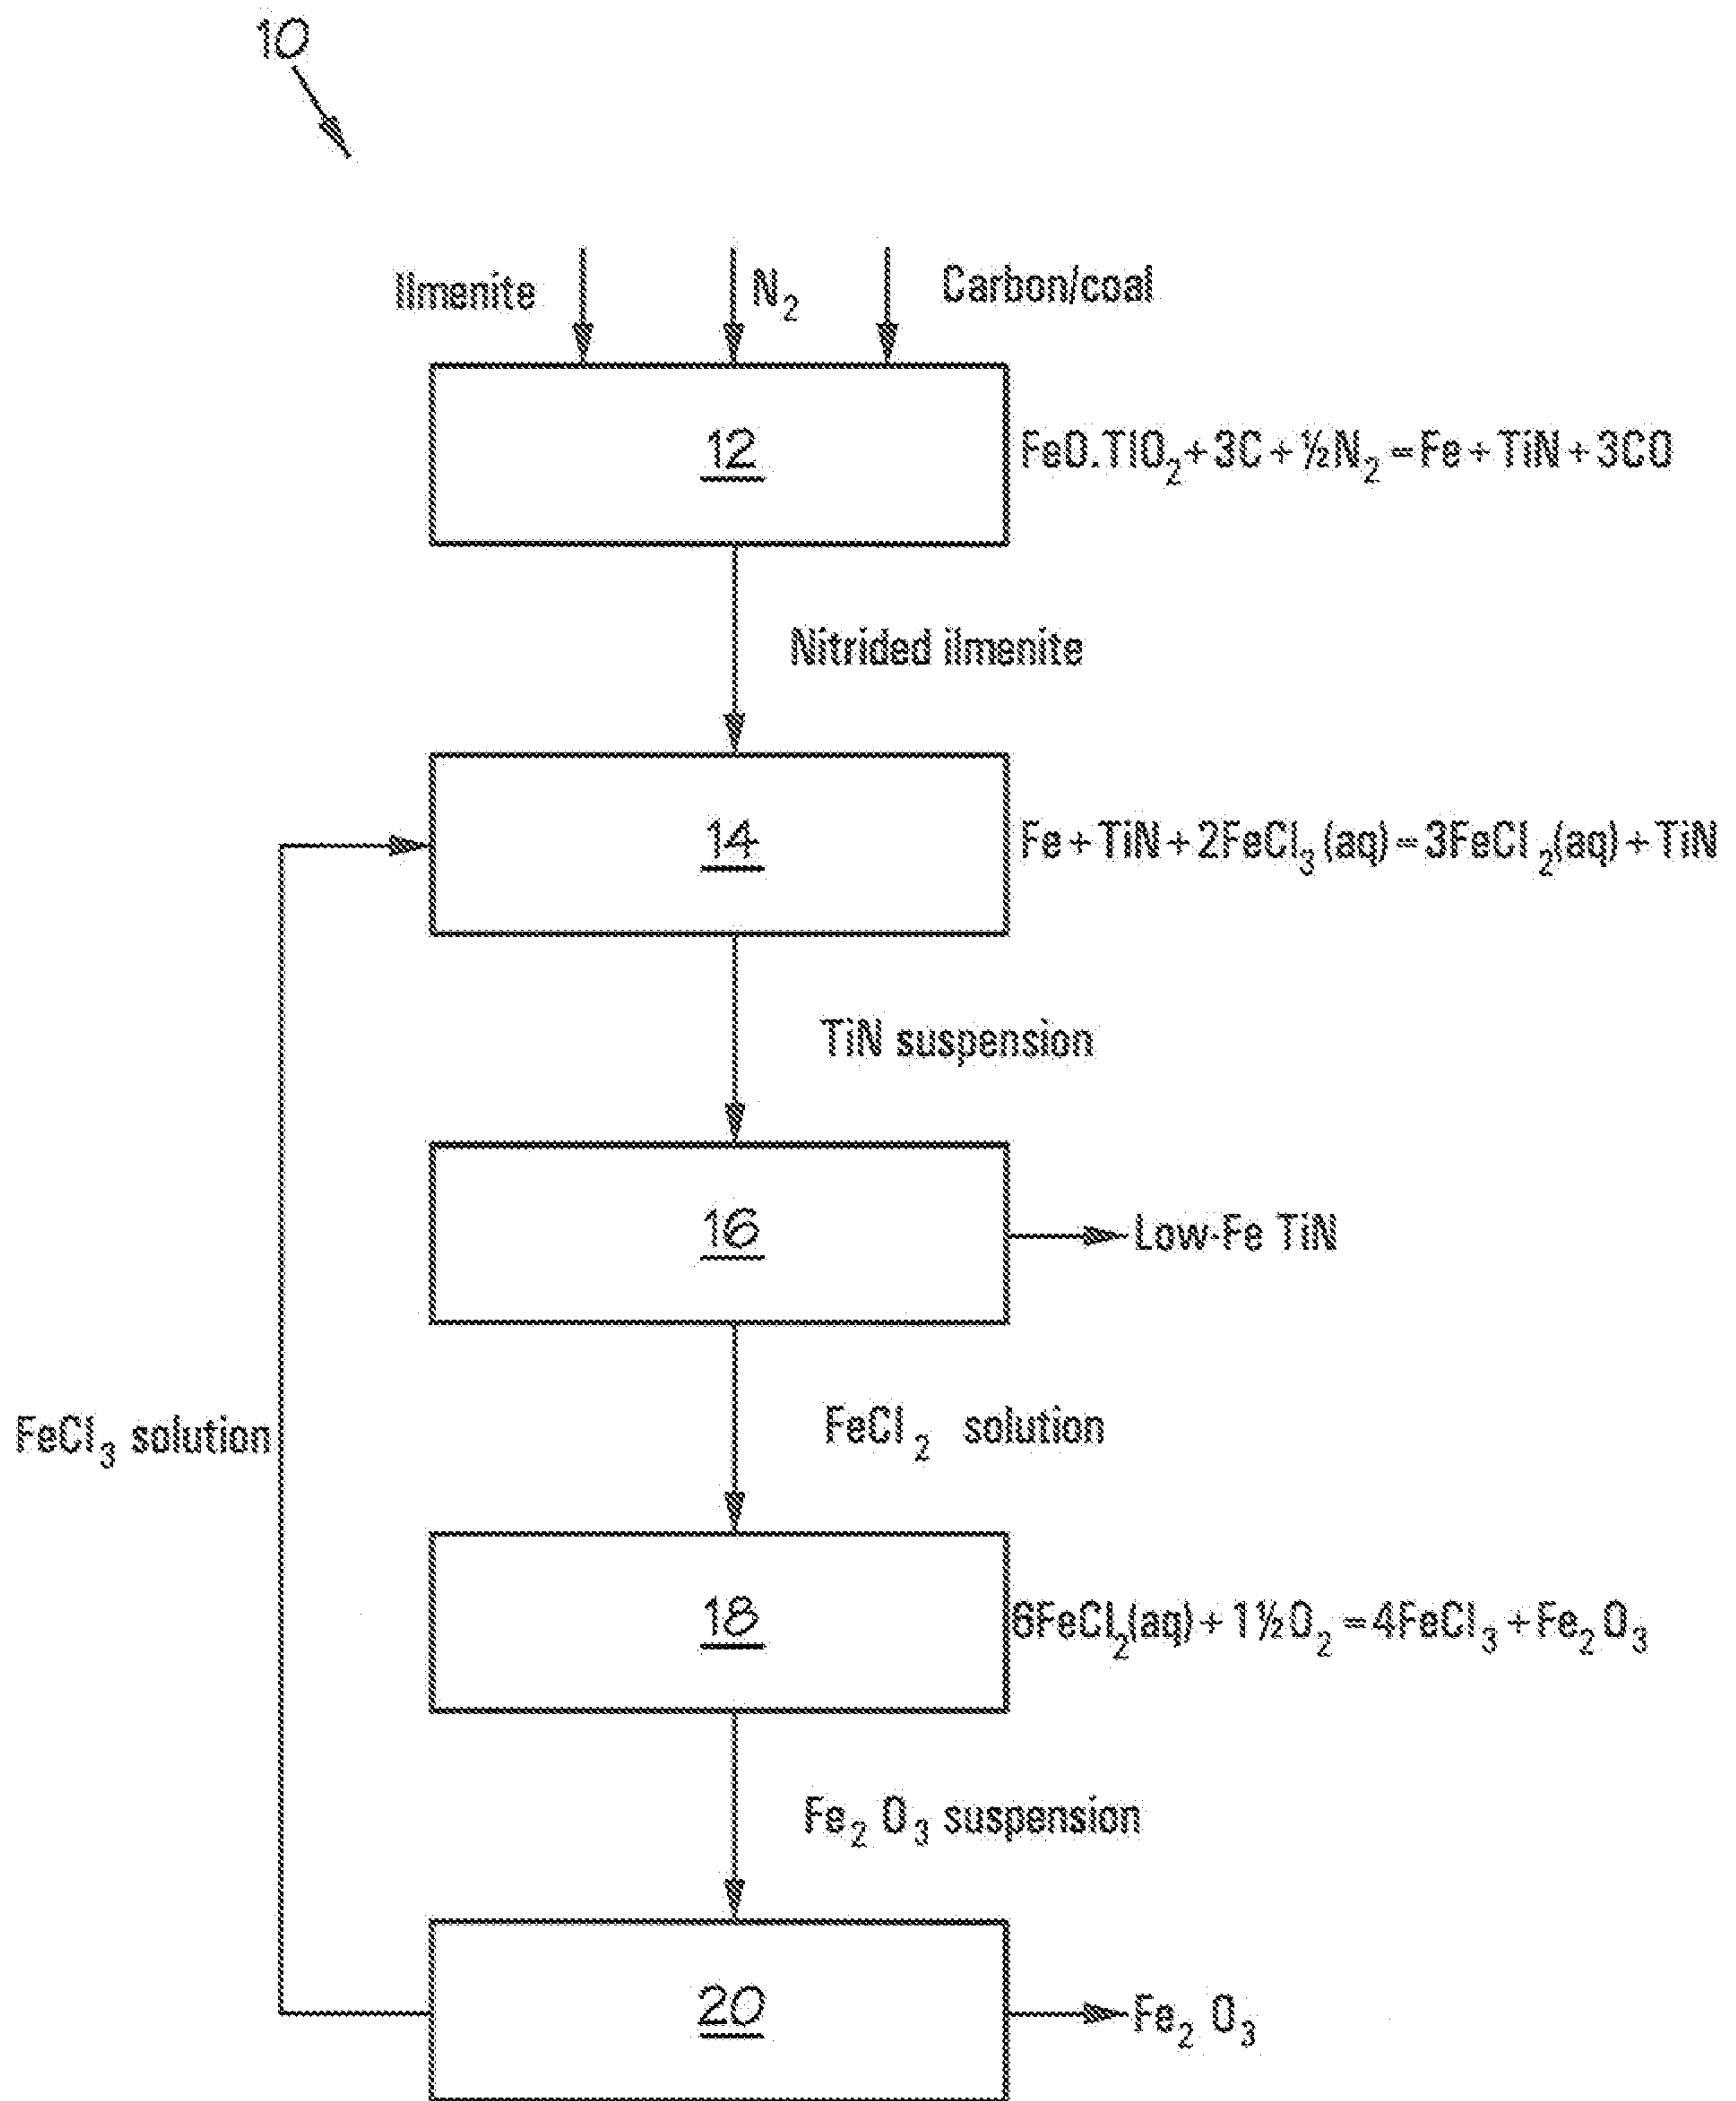 10
Ilmenite
N₂
Carbon/coal
12
FeO.TiO₂+3C+½N₂=Fe+TiN+3CO
Nitrided ilmenite
14
Fe+TiN+2FeCl₃(aq)=3FeCl₂(aq)+TiN
TiN suspension
16
Low-Fe TiN
FeCl₃ solution
FeCl₂ solution
18
6FeCl₂(aq)+1½O₂=4FeCl₃+Fe₂O₃
Fe₂O₃ suspension
20
Fe₂O₃